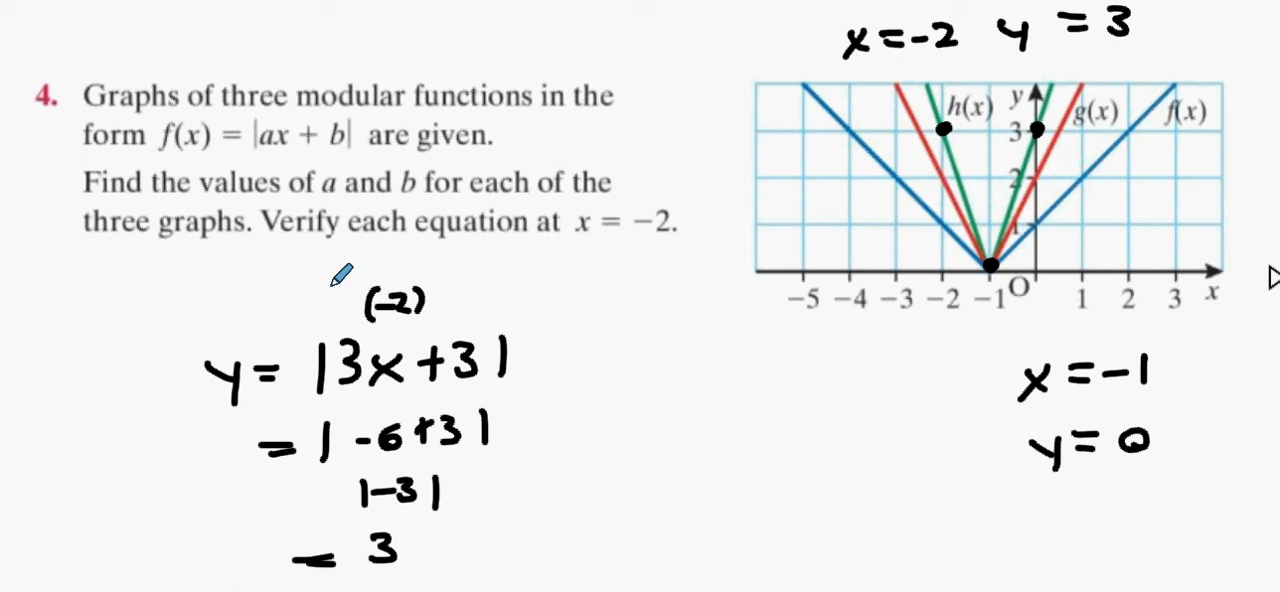 x = -2 y = 3
4. Graphs of three modular functions in the
form f(x) = |ax + b| are given.
Find the values of a and b for each of the
three graphs. Verify each equation at x = −2.
h(x) y g(x) f(x)
3
2
1
−5 −4 −3 −2 −1 O 1 2 3 x
(-2)
y = |3x+3|
= |-6+3|
|-3|
= 3
x = -1
y = 0